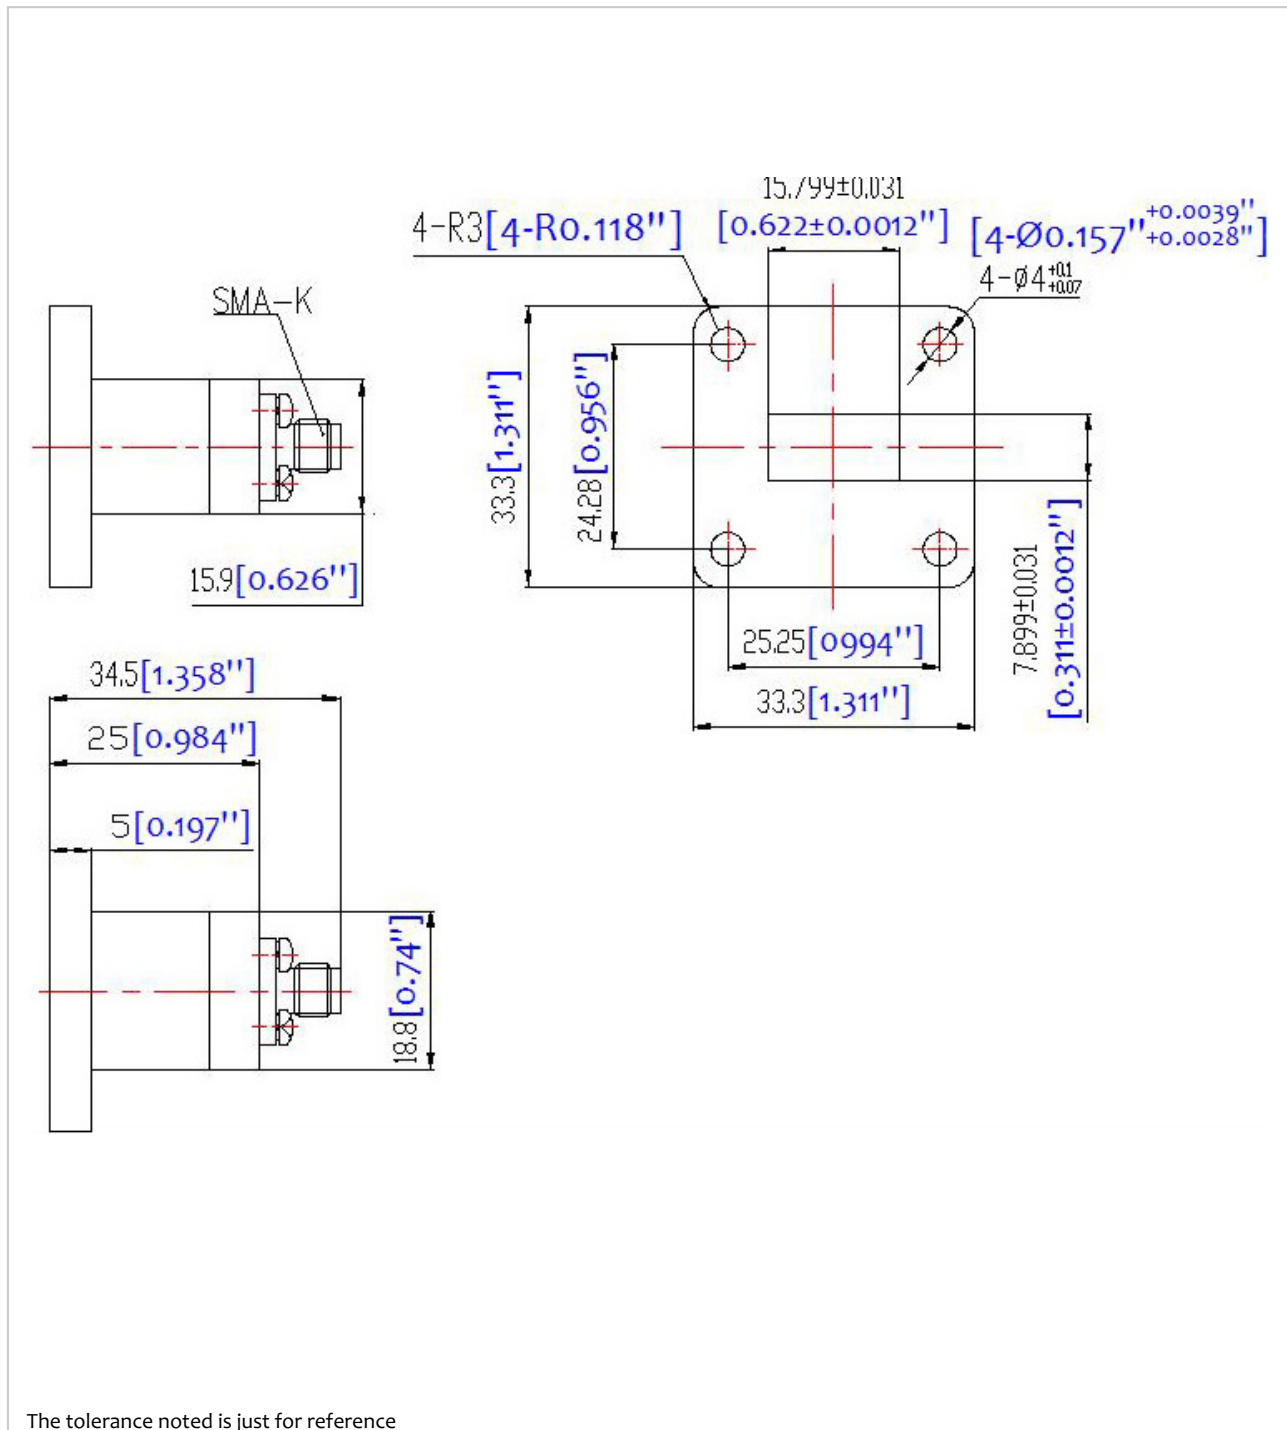 15.799±0.031
4-R3[4-R0.118"]
[0.622±0.0012"]
[4-Ø0.157"+0.0039" +0.0028"]
4-Ø4+0.1 +0.07
SMA-K
33.3[1.311"]
24.28[0.956"]
15.9[0.626"]
7.899±0.031
[0.311±0.0012"]
25.25[0994"]
33.3[1.311"]
34.5[1.358"]
25[0.984"]
5[0.197"]
18.8[0.74"]
The tolerance noted is just for reference